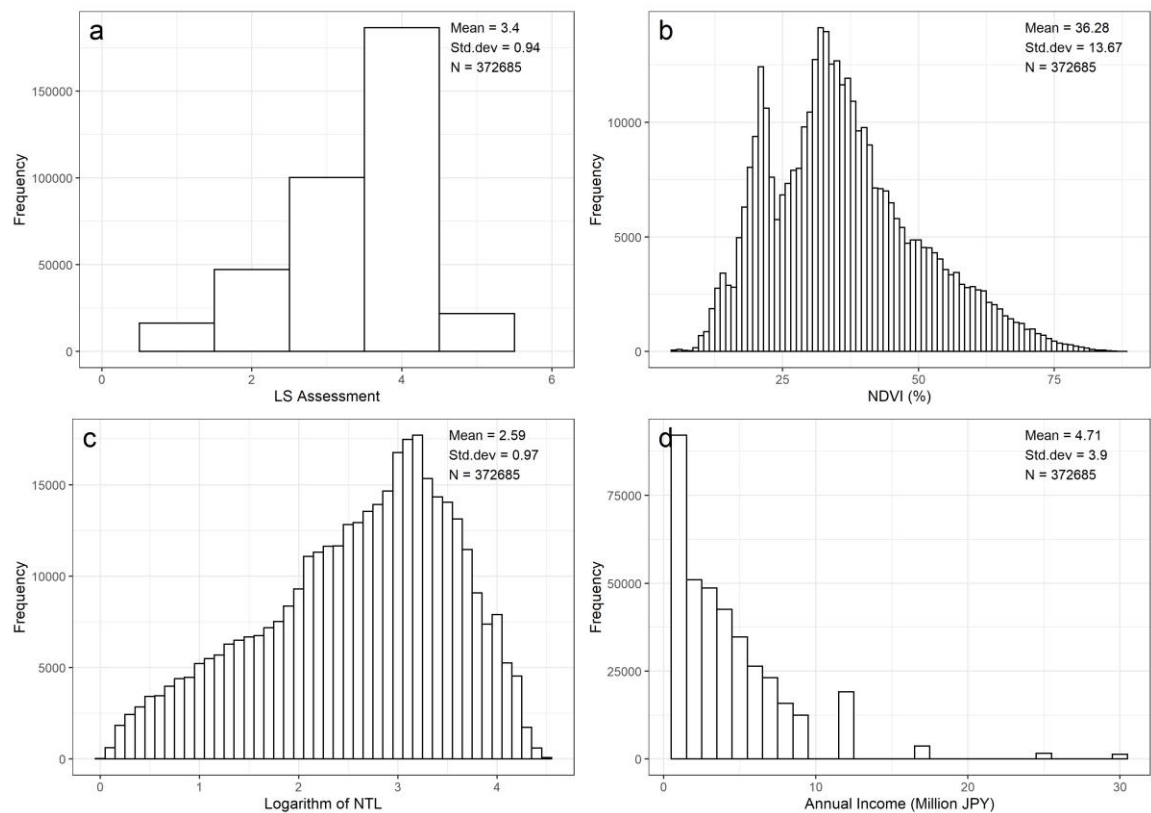 a
Mean = 3.4
Std.dev = 0.94
N = 372685
Frequency
150000
100000
50000
0
0 2 4 6
LS Assessment
b
Mean = 36.28
Std.dev = 13.67
N = 372685
Frequency
10000
5000
0
25 50 75
NDVI (%)
c
Mean = 2.59
Std.dev = 0.97
N = 372685
Frequency
15000
10000
5000
0
0 1 2 3 4
Logarithm of NTL
d
Mean = 4.71
Std.dev = 3.9
N = 372685
Frequency
75000
50000
25000
0
0 10 20 30
Annual Income (Million JPY)